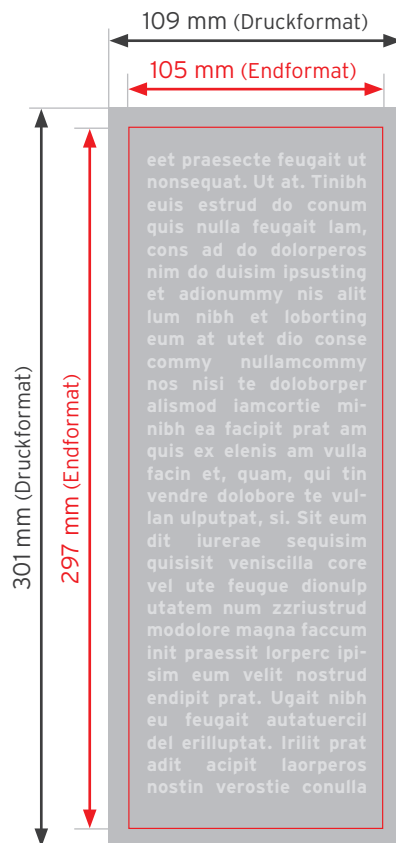 109 mm (Druckformat)
105 mm (Endformat)
301 mm (Druckformat)
297 mm (Endformat)
eet praesecte feugait ut
nonsequat. Ut at. Tinibh
euis estrud do conum
quis nulla feugait lam,
cons ad do dolorperos
nim do duisim ipsusting
et adionummy nis alit
lum nibh et loborting
eum at utet dio conse
commy nullamcommy
nos nisi te doloborper
alismod iamcortie mi-
nibh ea facipit prat am
quis ex elenis am vulla
facin et, quam, qui tin
vendre dolobore te vul-
lan ulputpat, si. Sit eum
dit iurerae sequisim
quisisit veniscilla core
vel ute feugue dionulp
utatem num zzriustrud
modolore magna faccum
init praessit lorperc ipi-
sim eum velit nostrud
endipit prat. Ugait nibh
eu feugait autatuercil
del erilluptat. Irilit prat
adit acipit laorperos
nostin verostie conulla